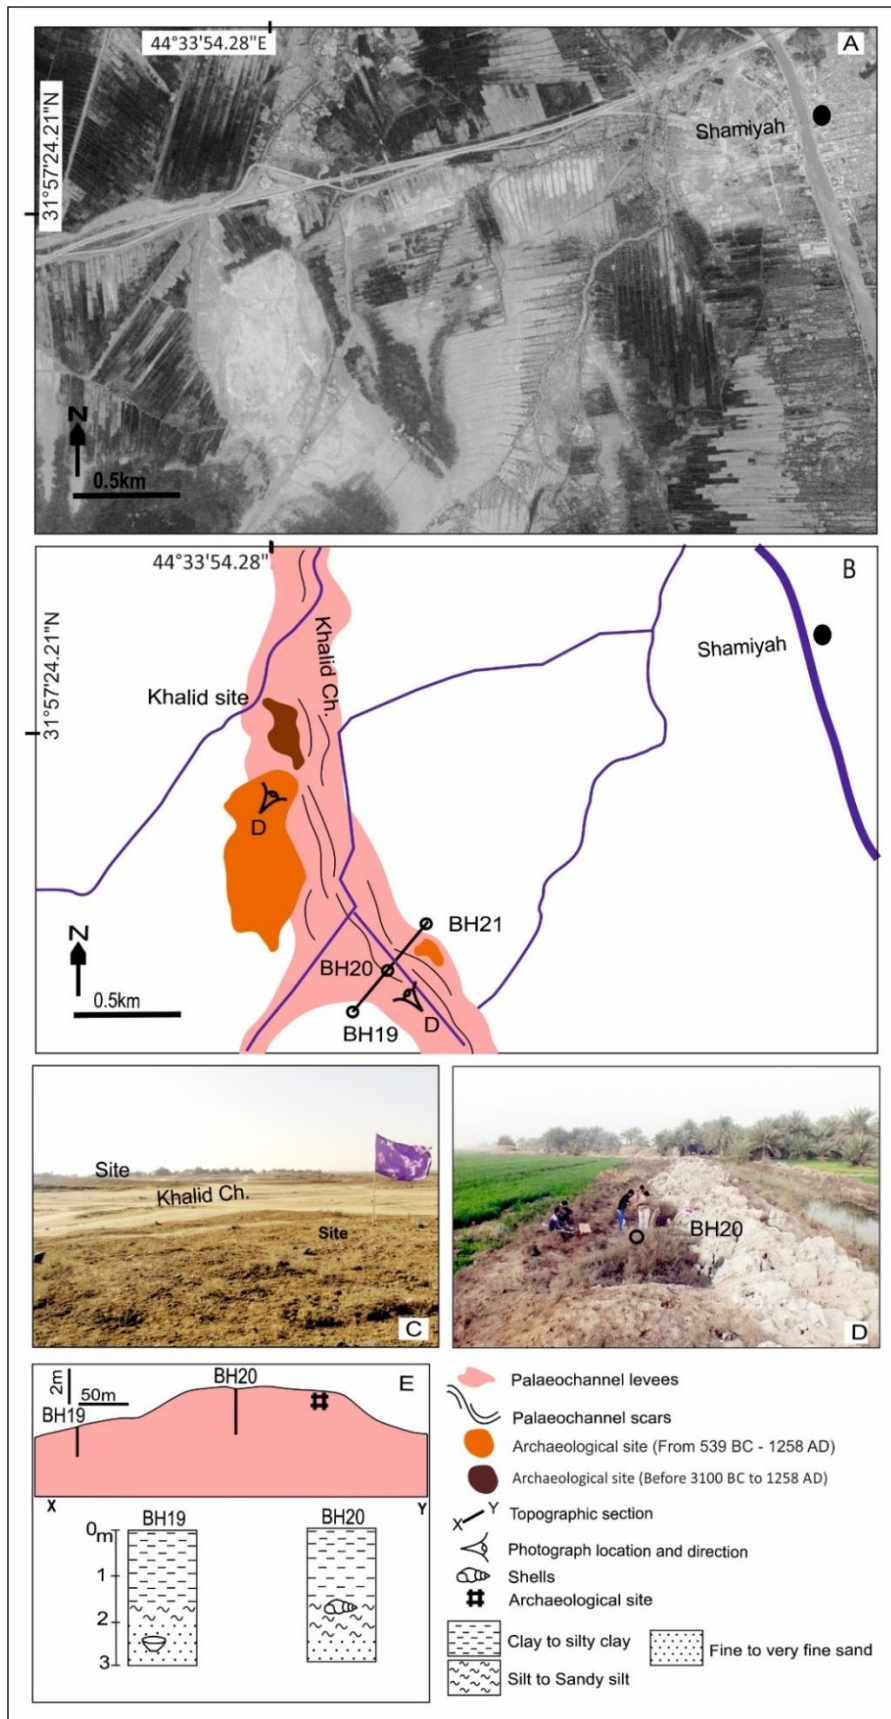 44°33'54.28"E
A
31°57'24.21"N
Shamiyah
N
0.5km
44°33'54.28"
B
31°57'24.21"N
Khalid Ch.
Shamiyah
Khalid site
D
BH21
N
BH20
0.5km
D
BH19
Site
Khalid Ch.
Site
C
BH20
D
2m
50m
BH20
E
BH19
X
Y
BH19
BH20
0
m
1
2
3
Palaeochannel levees
Palaeochannel scars
Archaeological site (From 539 BC - 1258 AD)
Archaeological site (Before 3100 BC to 1258 AD)
X Y Topographic section
Photograph location and direction
Shells
Archaeological site
Clay to silty clay
Fine to very fine sand
Silt to Sandy silt